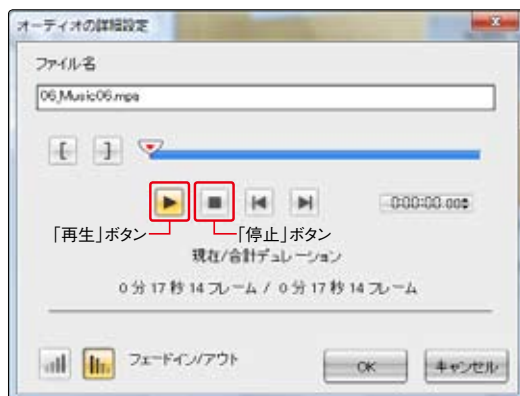 オーディオの詳細設定
ファイル名
06_Music06.mpa
0:00:00.00
「再生」ボタン
「停止」ボタン
現在/合計デュレーション
0 分 17 秒 14 フレーム / 0 分 17 秒 14 フレーム
フェードイン/アウト
OK
キャンセル